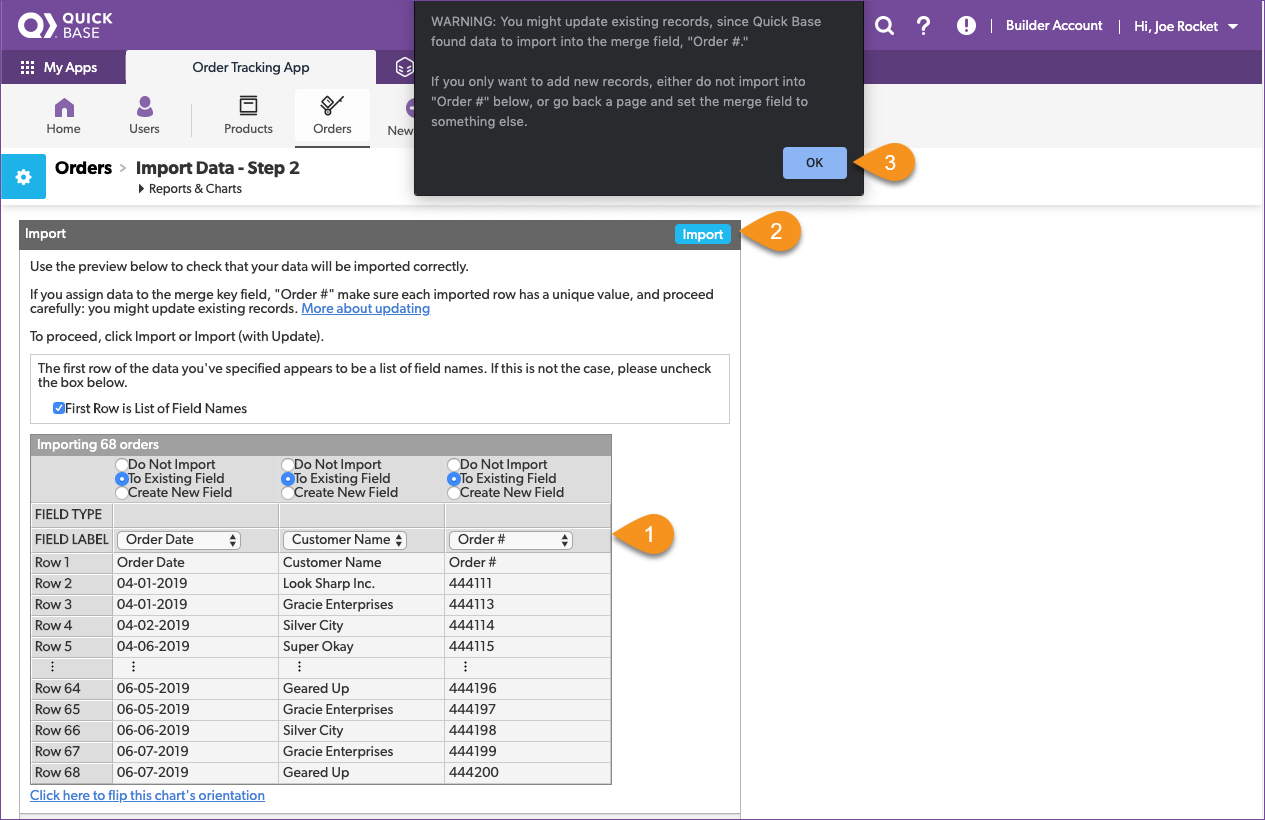 QUICK
BASE
WARNING: You might update existing records, since Quick Base
found data to import into the merge field, "Order #."
If you only want to add new records, either do not import into
"Order #" below, or go back a page and set the merge field to
something else.
OK
3
Builder Account
Hi, Joe Rocket
My Apps
Order Tracking App
Home
Users
Products
Orders
New
Orders > Import Data - Step 2
Reports & Charts
Import
Import
2
Use the preview below to check that your data will be imported correctly.
If you assign data to the merge key field, "Order #" make sure each imported row has a unique value, and proceed
carefully: you might update existing records. More about updating
To proceed, click Import or Import (with Update).
The first row of the data you've specified appears to be a list of field names. If this is not the case, please uncheck
the box below.
First Row is List of Field Names
Importing 68 orders
Do Not Import Do Not Import Do Not Import
To Existing Field To Existing Field To Existing Field
Create New Field Create New Field Create New Field
FIELD TYPE
FIELD LABEL Order Date Customer Name Order #
1
Row 1 Order Date Customer Name Order #
Row 2 04-01-2019 Look Sharp Inc. 444111
Row 3 04-01-2019 Gracie Enterprises 444113
Row 4 04-02-2019 Silver City 444114
Row 5 04-06-2019 Super Okay 444115
⋮ ⋮ ⋮ ⋮
Row 64 06-05-2019 Geared Up 444196
Row 65 06-05-2019 Gracie Enterprises 444197
Row 66 06-06-2019 Silver City 444198
Row 67 06-07-2019 Gracie Enterprises 444199
Row 68 06-07-2019 Geared Up 444200
Click here to flip this chart's orientation